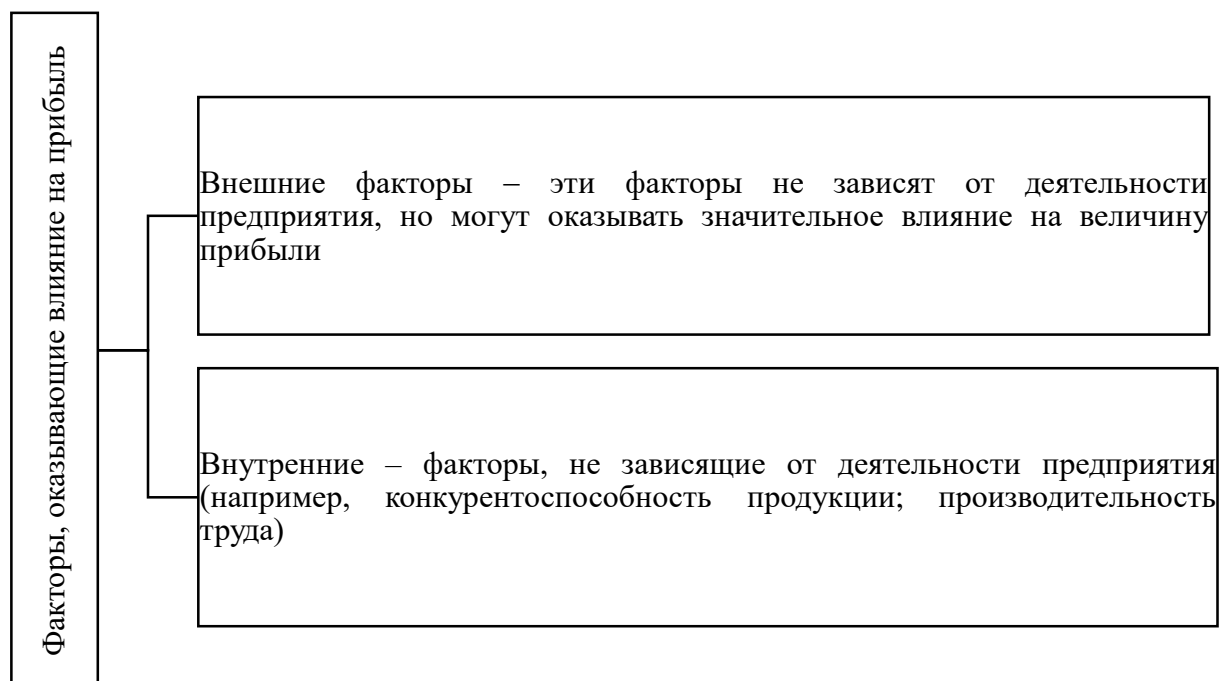 Факторы, оказывающие влияние на прибыль
Внешние факторы – эти факторы не зависят от деятельности
предприятия, но могут оказывать значительное влияние на величину
прибыли
Внутренние – факторы, не зависящие от деятельности предприятия
(например, конкурентоспособность продукции; производительность
труда)